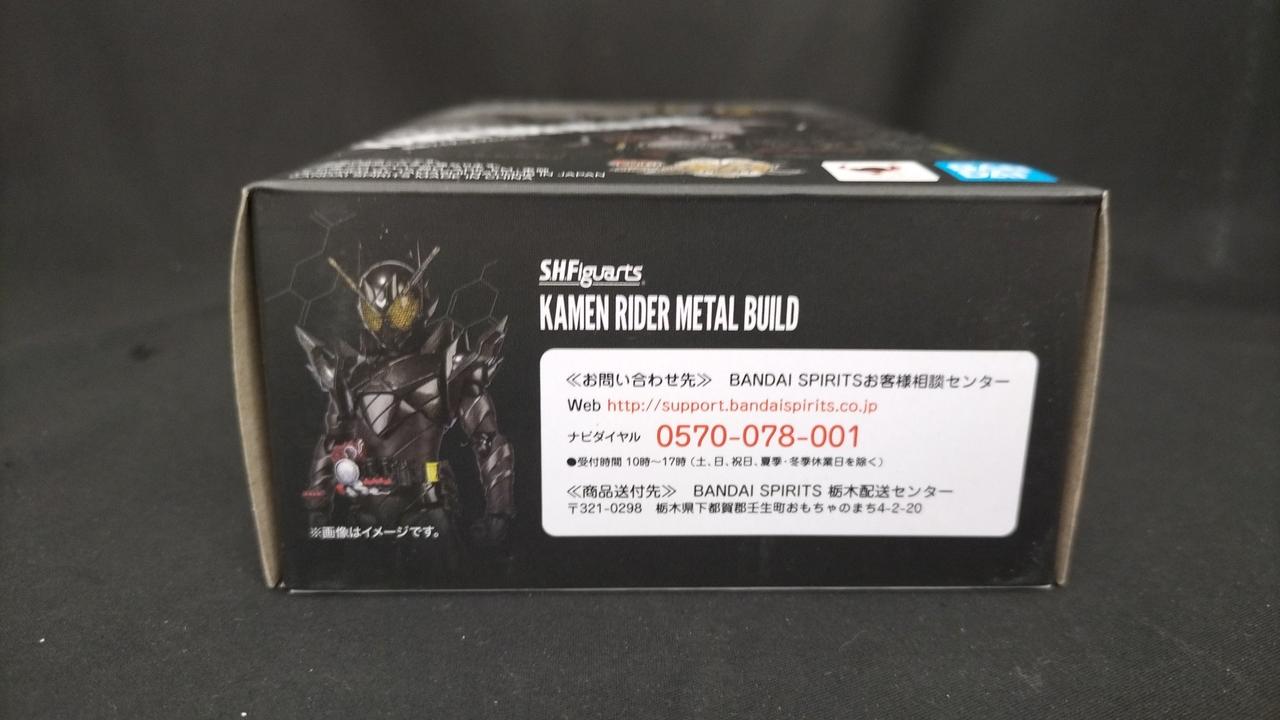 MADE IN CHINA
IN JAPAN
S.H.Figuarts
KAMEN RIDER METAL BUILD
≪お問い合わせ先≫ BANDAI SPIRITSお客様相談センター
Web http://support.bandaispirits.co.jp
ナビダイヤル 0570-078-001
●受付時間 10時〜17時（土、日、祝日、夏季・冬季休業日を除く）
≪商品送付先≫ BANDAI SPIRITS 栃木配送センター
〒321-0298 栃木県下都賀郡壬生町おもちゃのまち4-2-20
※画像はイメージです。